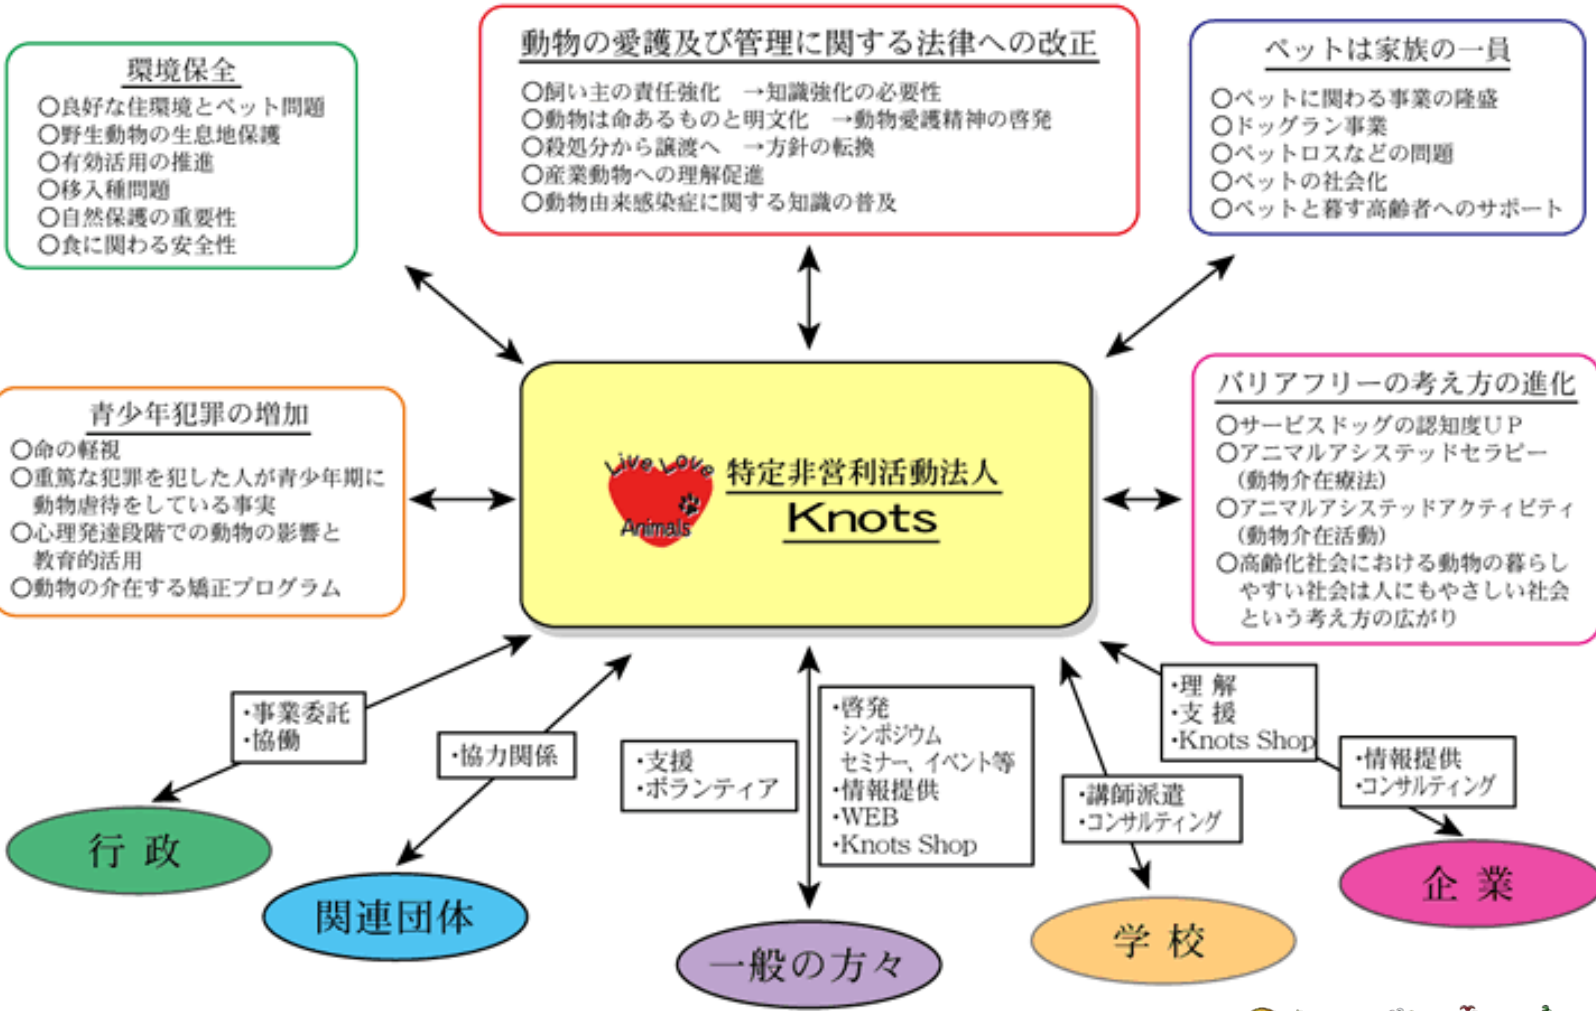 環境保全
○良好な住環境とペット問題
○野生動物の生息地保護
○有効活用の推進
○移入種問題
○自然保護の重要性
○食に関わる安全性
動物の愛護及び管理に関する法律への改正
○飼い主の責任強化　→知識強化の必要性
○動物は命あるものと明文化　→動物愛護精神の啓発
○殺処分から譲渡へ　→方針の転換
○産業動物への理解促進
○動物由来感染症に関する知識の普及
ペットは家族の一員
○ペットに関わる事業の隆盛
○ドッグラン事業
○ペットロスなどの問題
○ペットの社会化
○ペットと暮す高齢者へのサポート
青少年犯罪の増加
○命の軽視
○重篤な犯罪を犯した人が青少年期に
動物虐待をしている事実
○心理発達段階での動物の影響と
教育的活用
○動物の介在する矯正プログラム
Live Love
Animals
特定非営利活動法人
Knots
バリアフリーの考え方の進化
○サービスドッグの認知度ＵＰ
○アニマルアシステッドセラピー
(動物介在療法)
○アニマルアシステッドアクティビティ
(動物介在活動)
○高齢化社会における動物の暮らし
やすい社会は人にもやさしい社会
という考え方の広がり
・事業委託
・協働
・協力関係
・支援
・ボランティア
・啓発
シンポジウム
セミナー、イベント等
・情報提供
・WEB
・Knots Shop
・講師派遣
・コンサルティング
・理 解
・支 援
・Knots Shop
・情報提供
・コンサルティング
行 政
関連団体
一般の方々
学 校
企 業